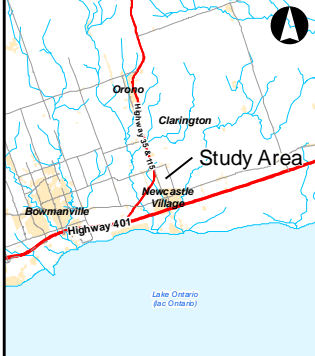 Orono
Highway 35 & 115
Clarington
Study Area
Newcastle
Village
Bowmanville
Highway 401
Lake Ontario
(lac Ontario)